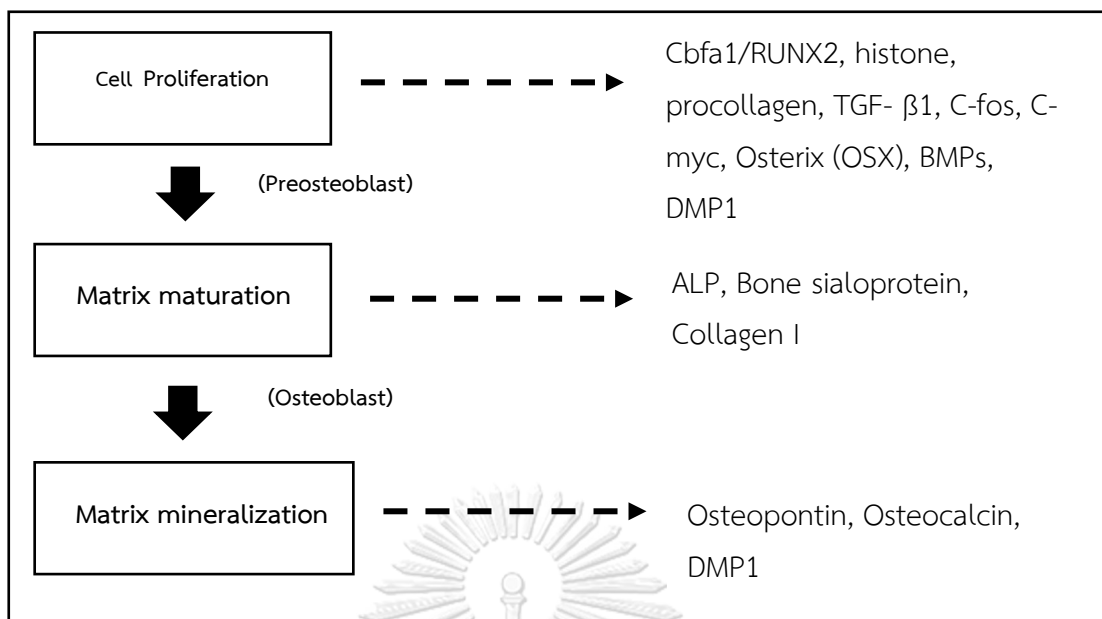 Cell Proliferation
Cbfa1/RUNX2, histone,
procollagen, TGF- ß1, C-fos, C-
myc, Osterix (OSX), BMPs,
DMP1
(Preosteoblast)
Matrix maturation
ALP, Bone sialoprotein,
Collagen I
(Osteoblast)
Matrix mineralization
Osteopontin, Osteocalcin,
DMP1